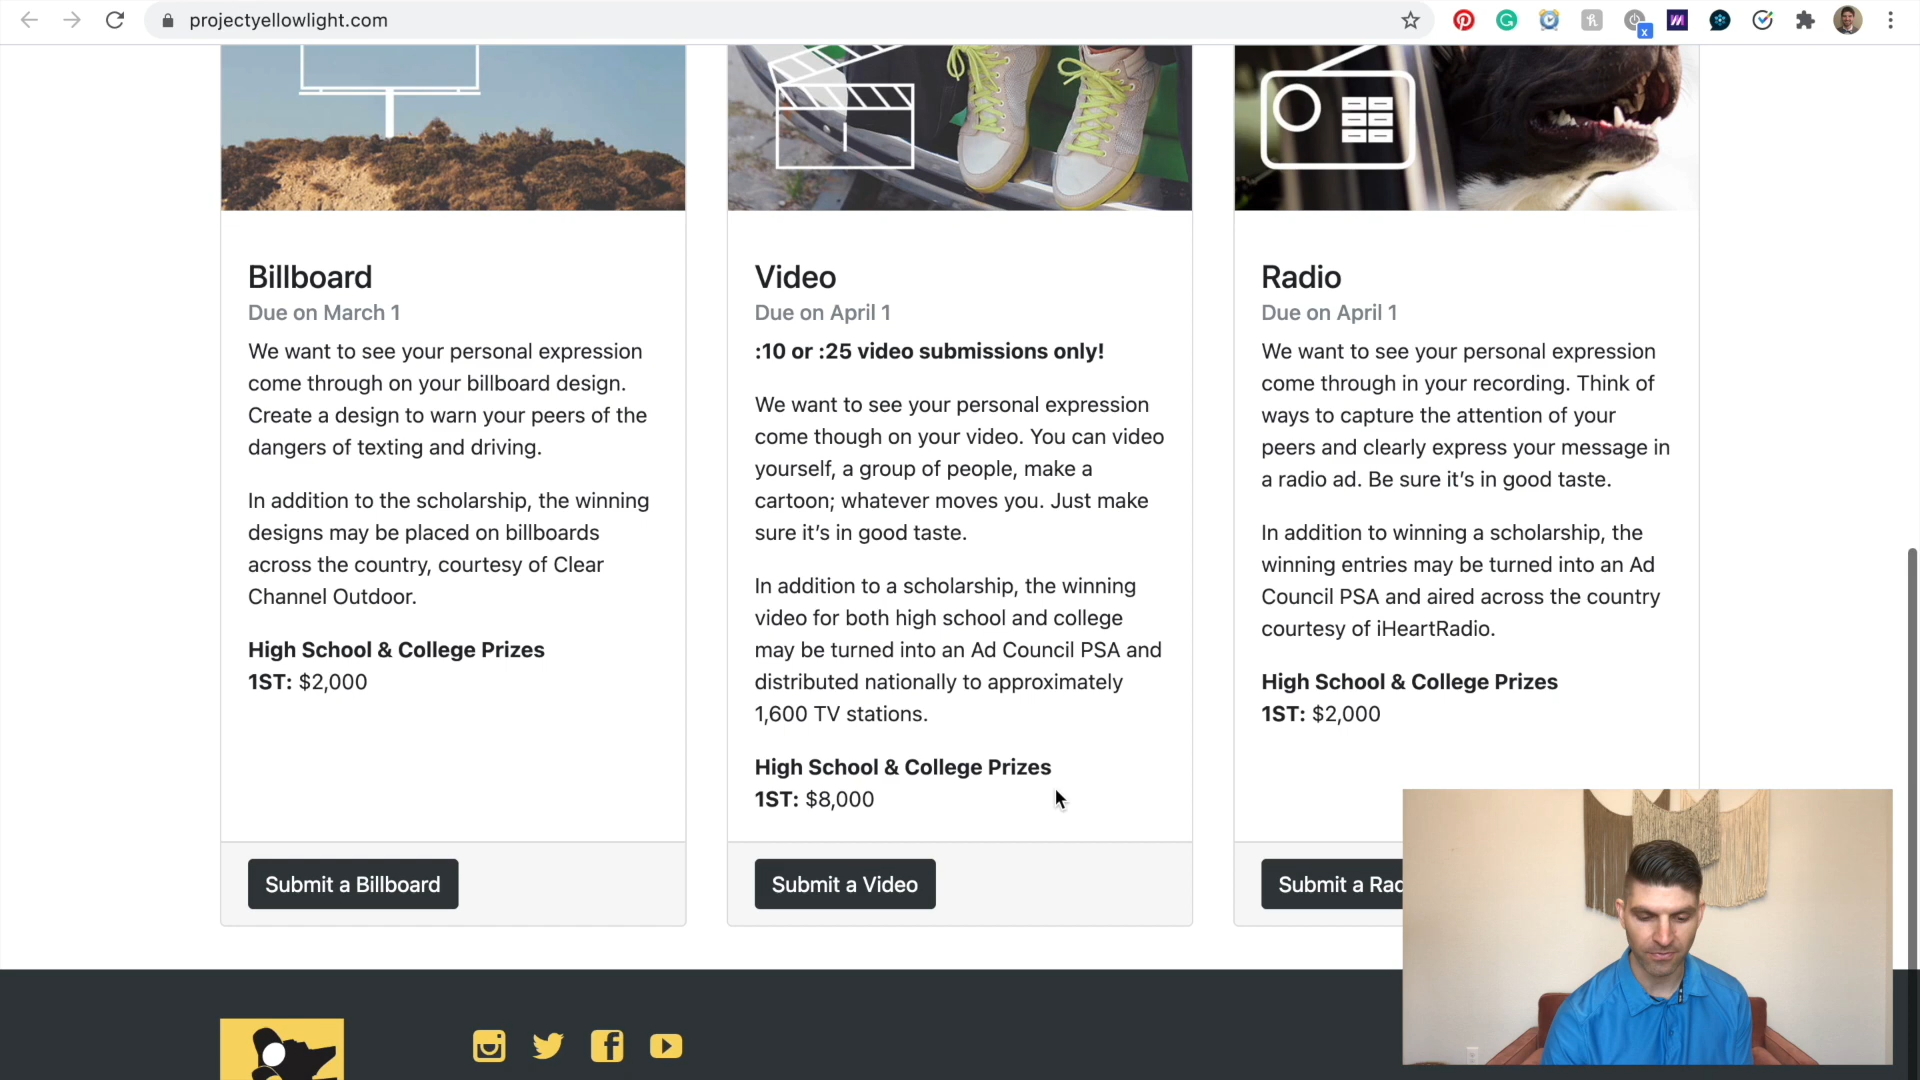 projectyellowlight.com
Billboard
Due on March 1
We want to see your personal expression
come through on your billboard design.
Create a design to warn your peers of the
dangers of texting and driving.
In addition to the scholarship, the winning
designs may be placed on billboards
across the country, courtesy of Clear
Channel Outdoor.
High School & College Prizes
1ST: $2,000
Submit a Billboard
Video
Due on April 1
:10 or :25 video submissions only!
We want to see your personal expression
come though on your video. You can video
yourself, a group of people, make a
cartoon; whatever moves you. Just make
sure it’s in good taste.
In addition to a scholarship, the winning
video for both high school and college
may be turned into an Ad Council PSA and
distributed nationally to approximately
1,600 TV stations.
High School & College Prizes
1ST: $8,000
Submit a Video
Radio
Due on April 1
We want to see your personal expression
come through in your recording. Think of
ways to capture the attention of your
peers and clearly express your message in
a radio ad. Be sure it’s in good taste.
In addition to winning a scholarship, the
winning entries may be turned into an Ad
Council PSA and aired across the country
courtesy of iHeartRadio.
High School & College Prizes
1ST: $2,000
Submit a